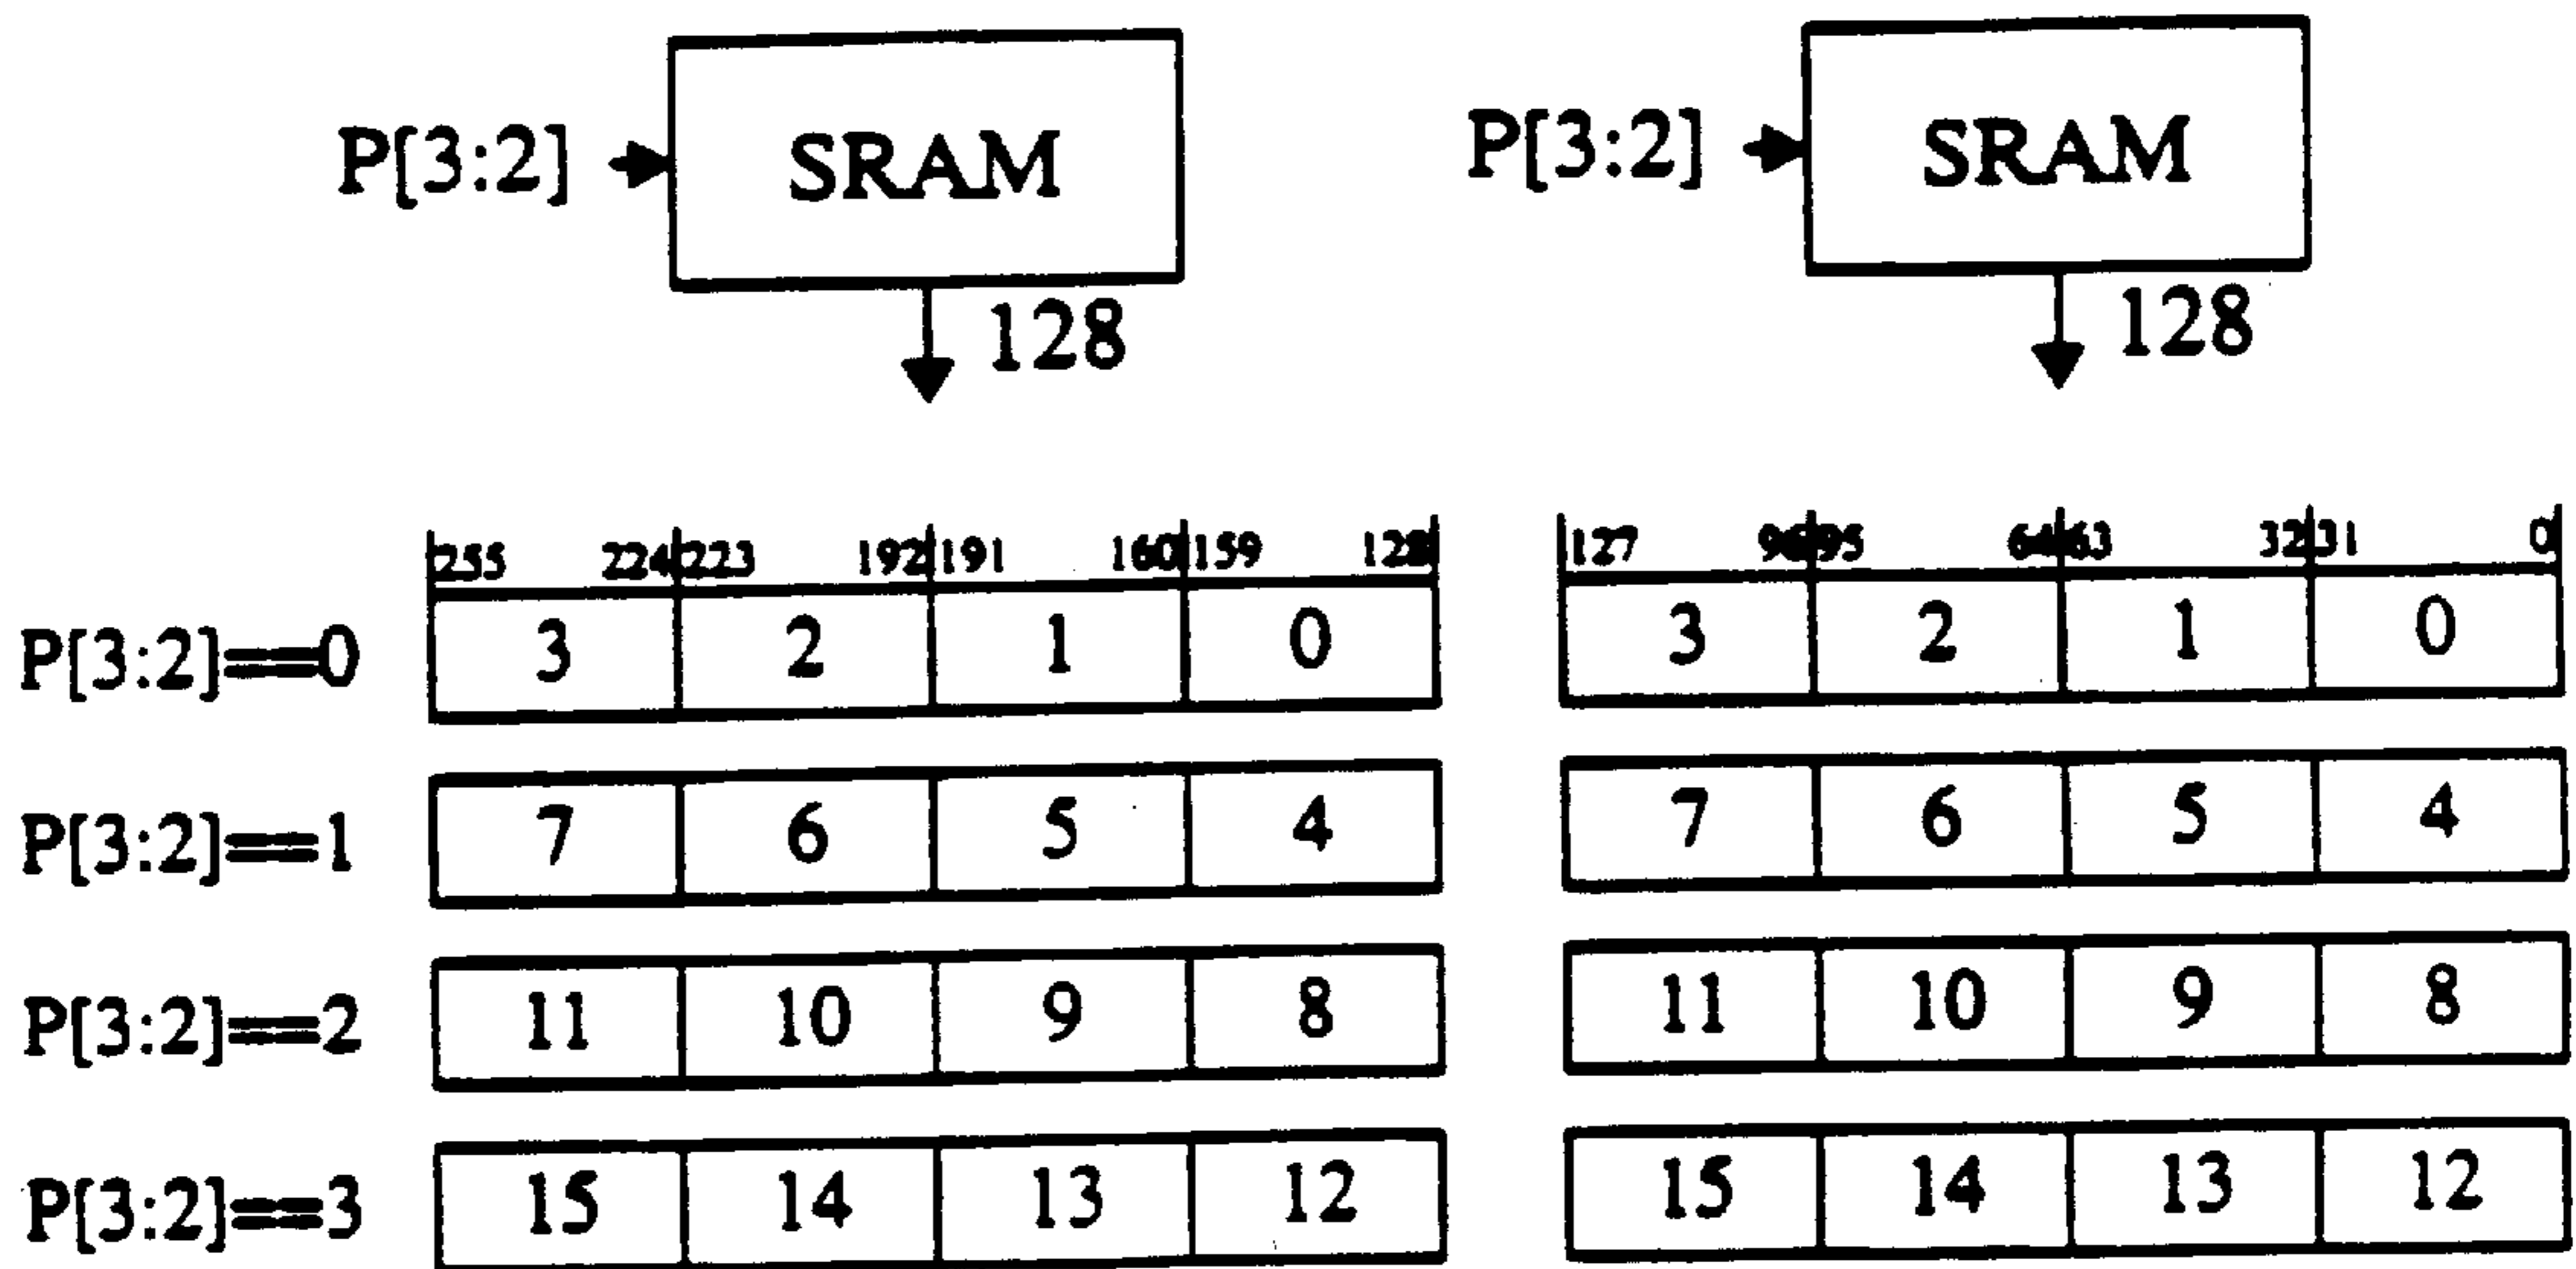 P[3:2] SRAM P[3:2] SRAM
128 128
255 224 223 192 191 160 159 128 127 96 95 64 63 32 31 0
P[3:2]==0 3 2 1 0 3 2 1 0
P[3:2]==1 7 6 5 4 7 6 5 4
P[3:2]==2 11 10 9 8 11 10 9 8
P[3:2]==3 15 14 13 12 15 14 13 12